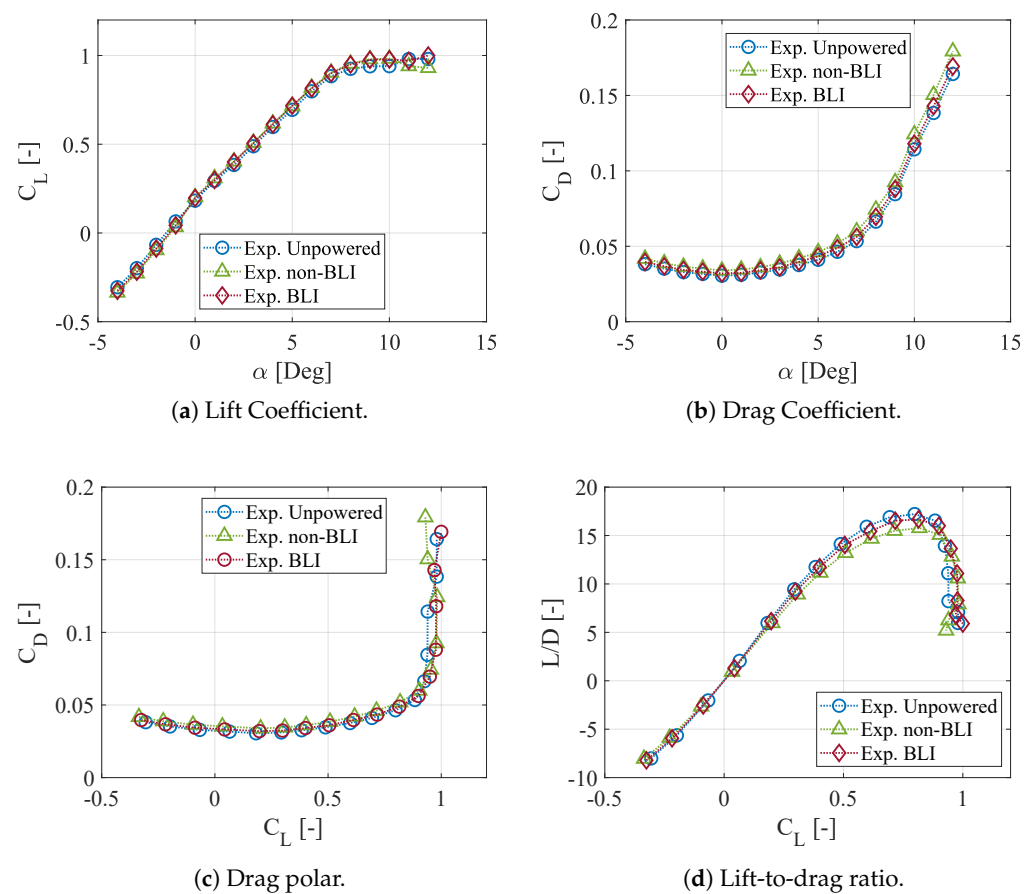 1
0.5
0
-0.5
C_L [-]
-5 0 5 10 15
α [Deg]
Exp. Unpowered
Exp. non-BLI
Exp. BLI
(a) Lift Coefficient.
0.2
0.15
0.1
0.05
0
C_D [-]
-5 0 5 10 15
α [Deg]
Exp. Unpowered
Exp. non-BLI
Exp. BLI
(b) Drag Coefficient.
0.2
0.15
0.1
0.05
0
C_D [-]
-0.5 0 0.5 1
C_L [-]
Exp. Unpowered
Exp. non-BLI
Exp. BLI
(c) Drag polar.
20
15
10
5
0
-5
-10
L/D [-]
-0.5 0 0.5 1
C_L [-]
Exp. Unpowered
Exp. non-BLI
Exp. BLI
(d) Lift-to-drag ratio.